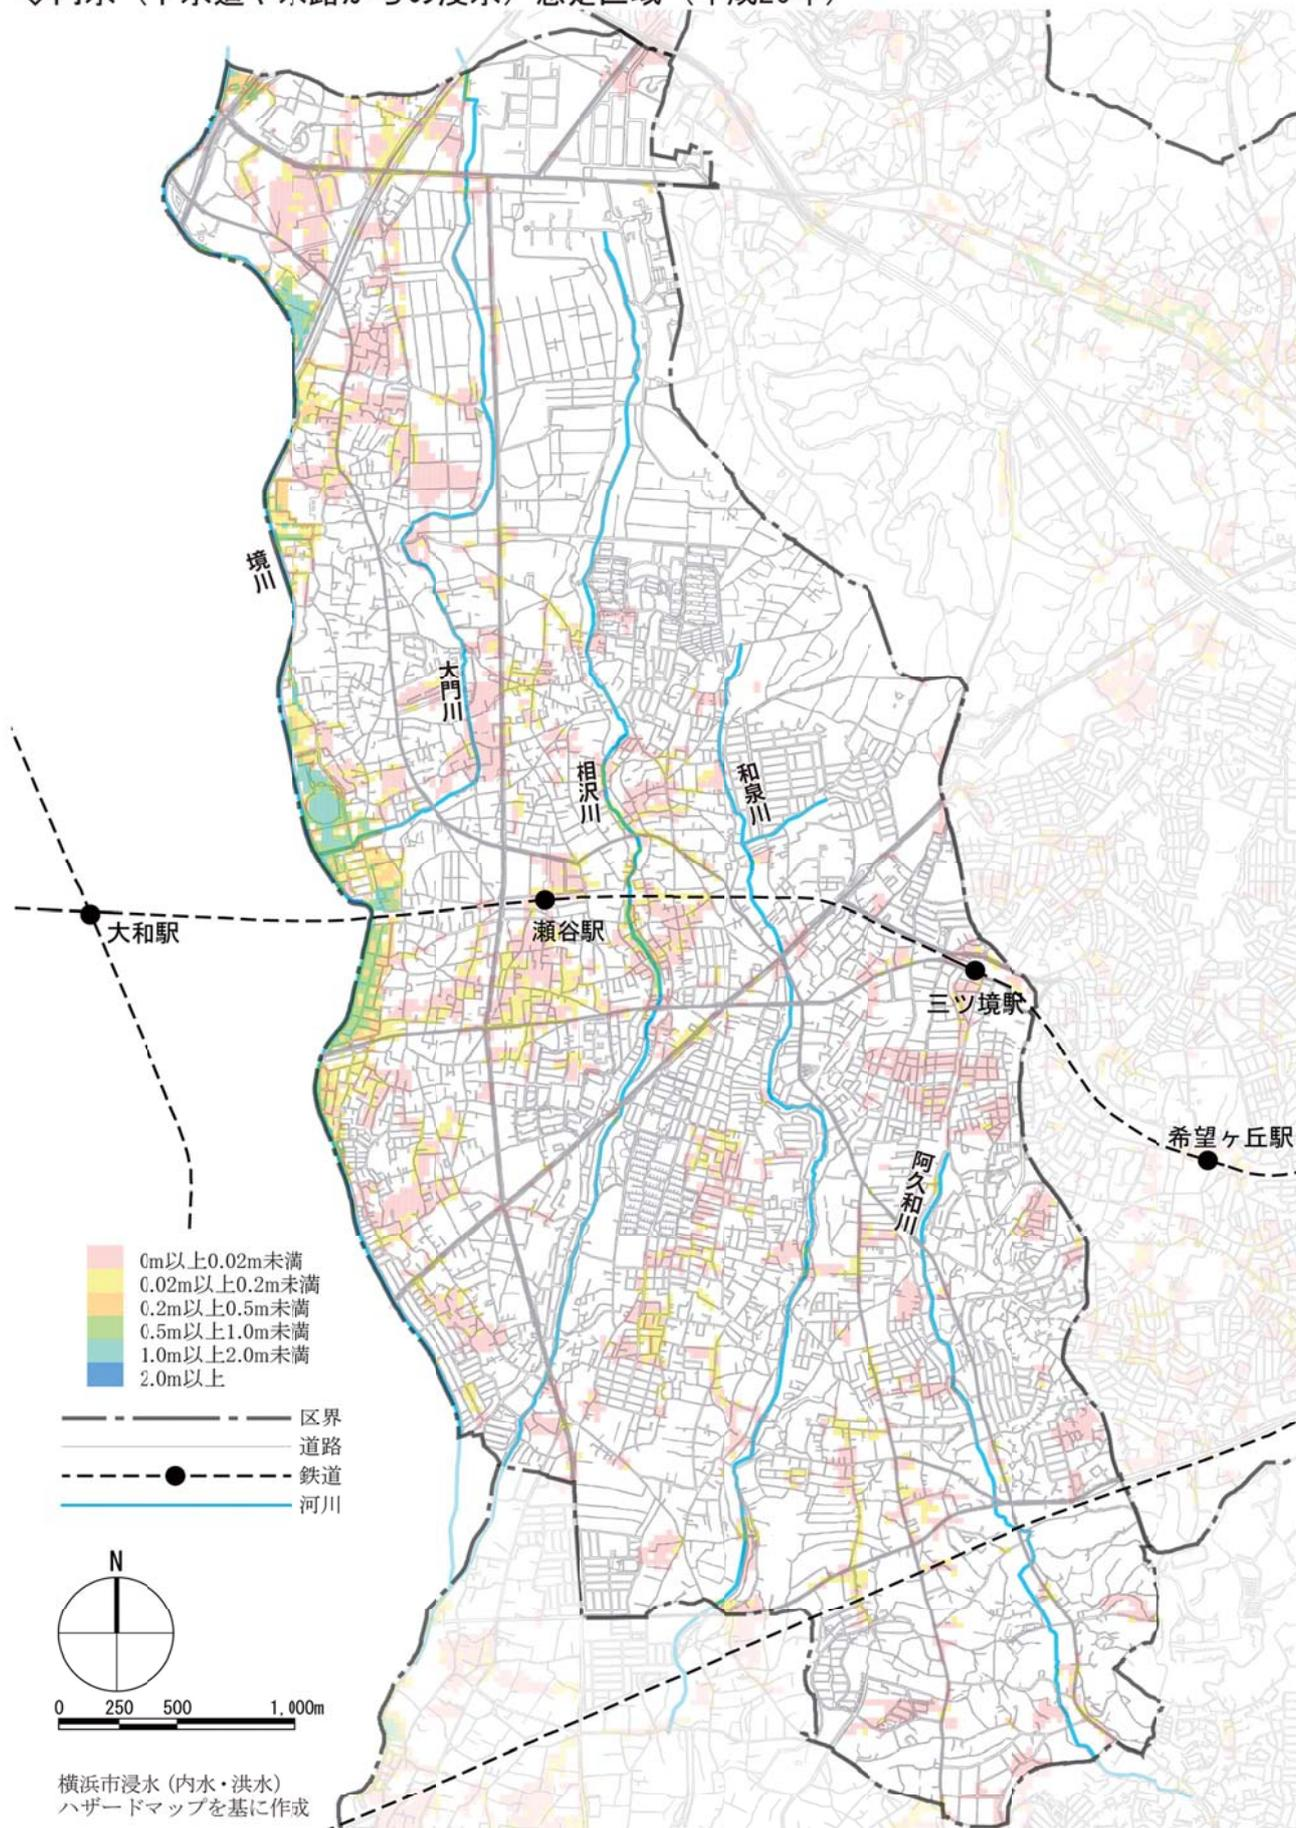 境川
大門川
相沢川
和泉川
大和駅
瀬谷駅
三ツ境駅
希望ヶ丘駅
阿久和川
0m以上0.02m未満
0.02m以上0.2m未満
0.2m以上0.5m未満
0.5m以上1.0m未満
1.0m以上2.0m未満
2.0m以上
区界
道路
鉄道
河川
N
0 250 500 1,000m
横浜市浸水（内水・洪水）
ハザードマップを基に作成